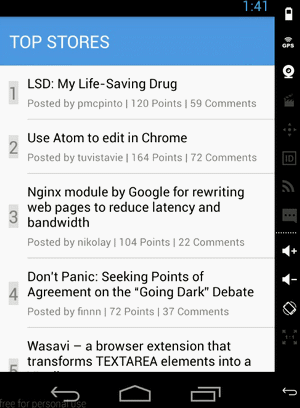 1:41
TOP STORES
GPS
1
LSD: My Life-Saving Drug
Posted by pmcpinto | 120 Points | 59 Comments
2
Use Atom to edit in Chrome
Posted by tuvistavie | 164 Points | 72 Comments
ID
3
Nginx module by Google for rewriting
web pages to reduce latency and
bandwidth
Posted by nikolay | 104 Points | 22 Comments
4
Don't Panic: Seeking Points of
Agreement on the “Going Dark” Debate
Posted by finnn | 72 Points | 37 Comments
1:1
5
Wasavi – a browser extension that
transforms TEXTAREA elements into a
free for personal use